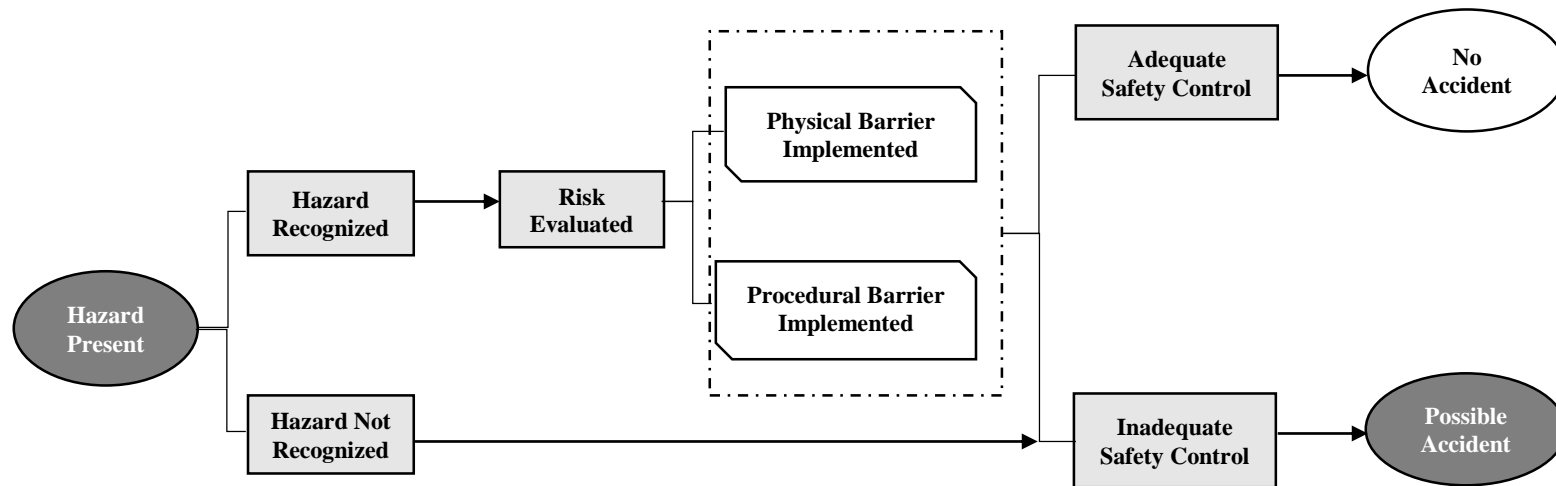 Hazard
Present
Hazard
Recognized
Hazard Not
Recognized
Risk
Evaluated
Physical Barrier
Implemented
Procedural Barrier
Implemented
Adequate
Safety Control
Inadequate
Safety Control
No
Accident
Possible
Accident